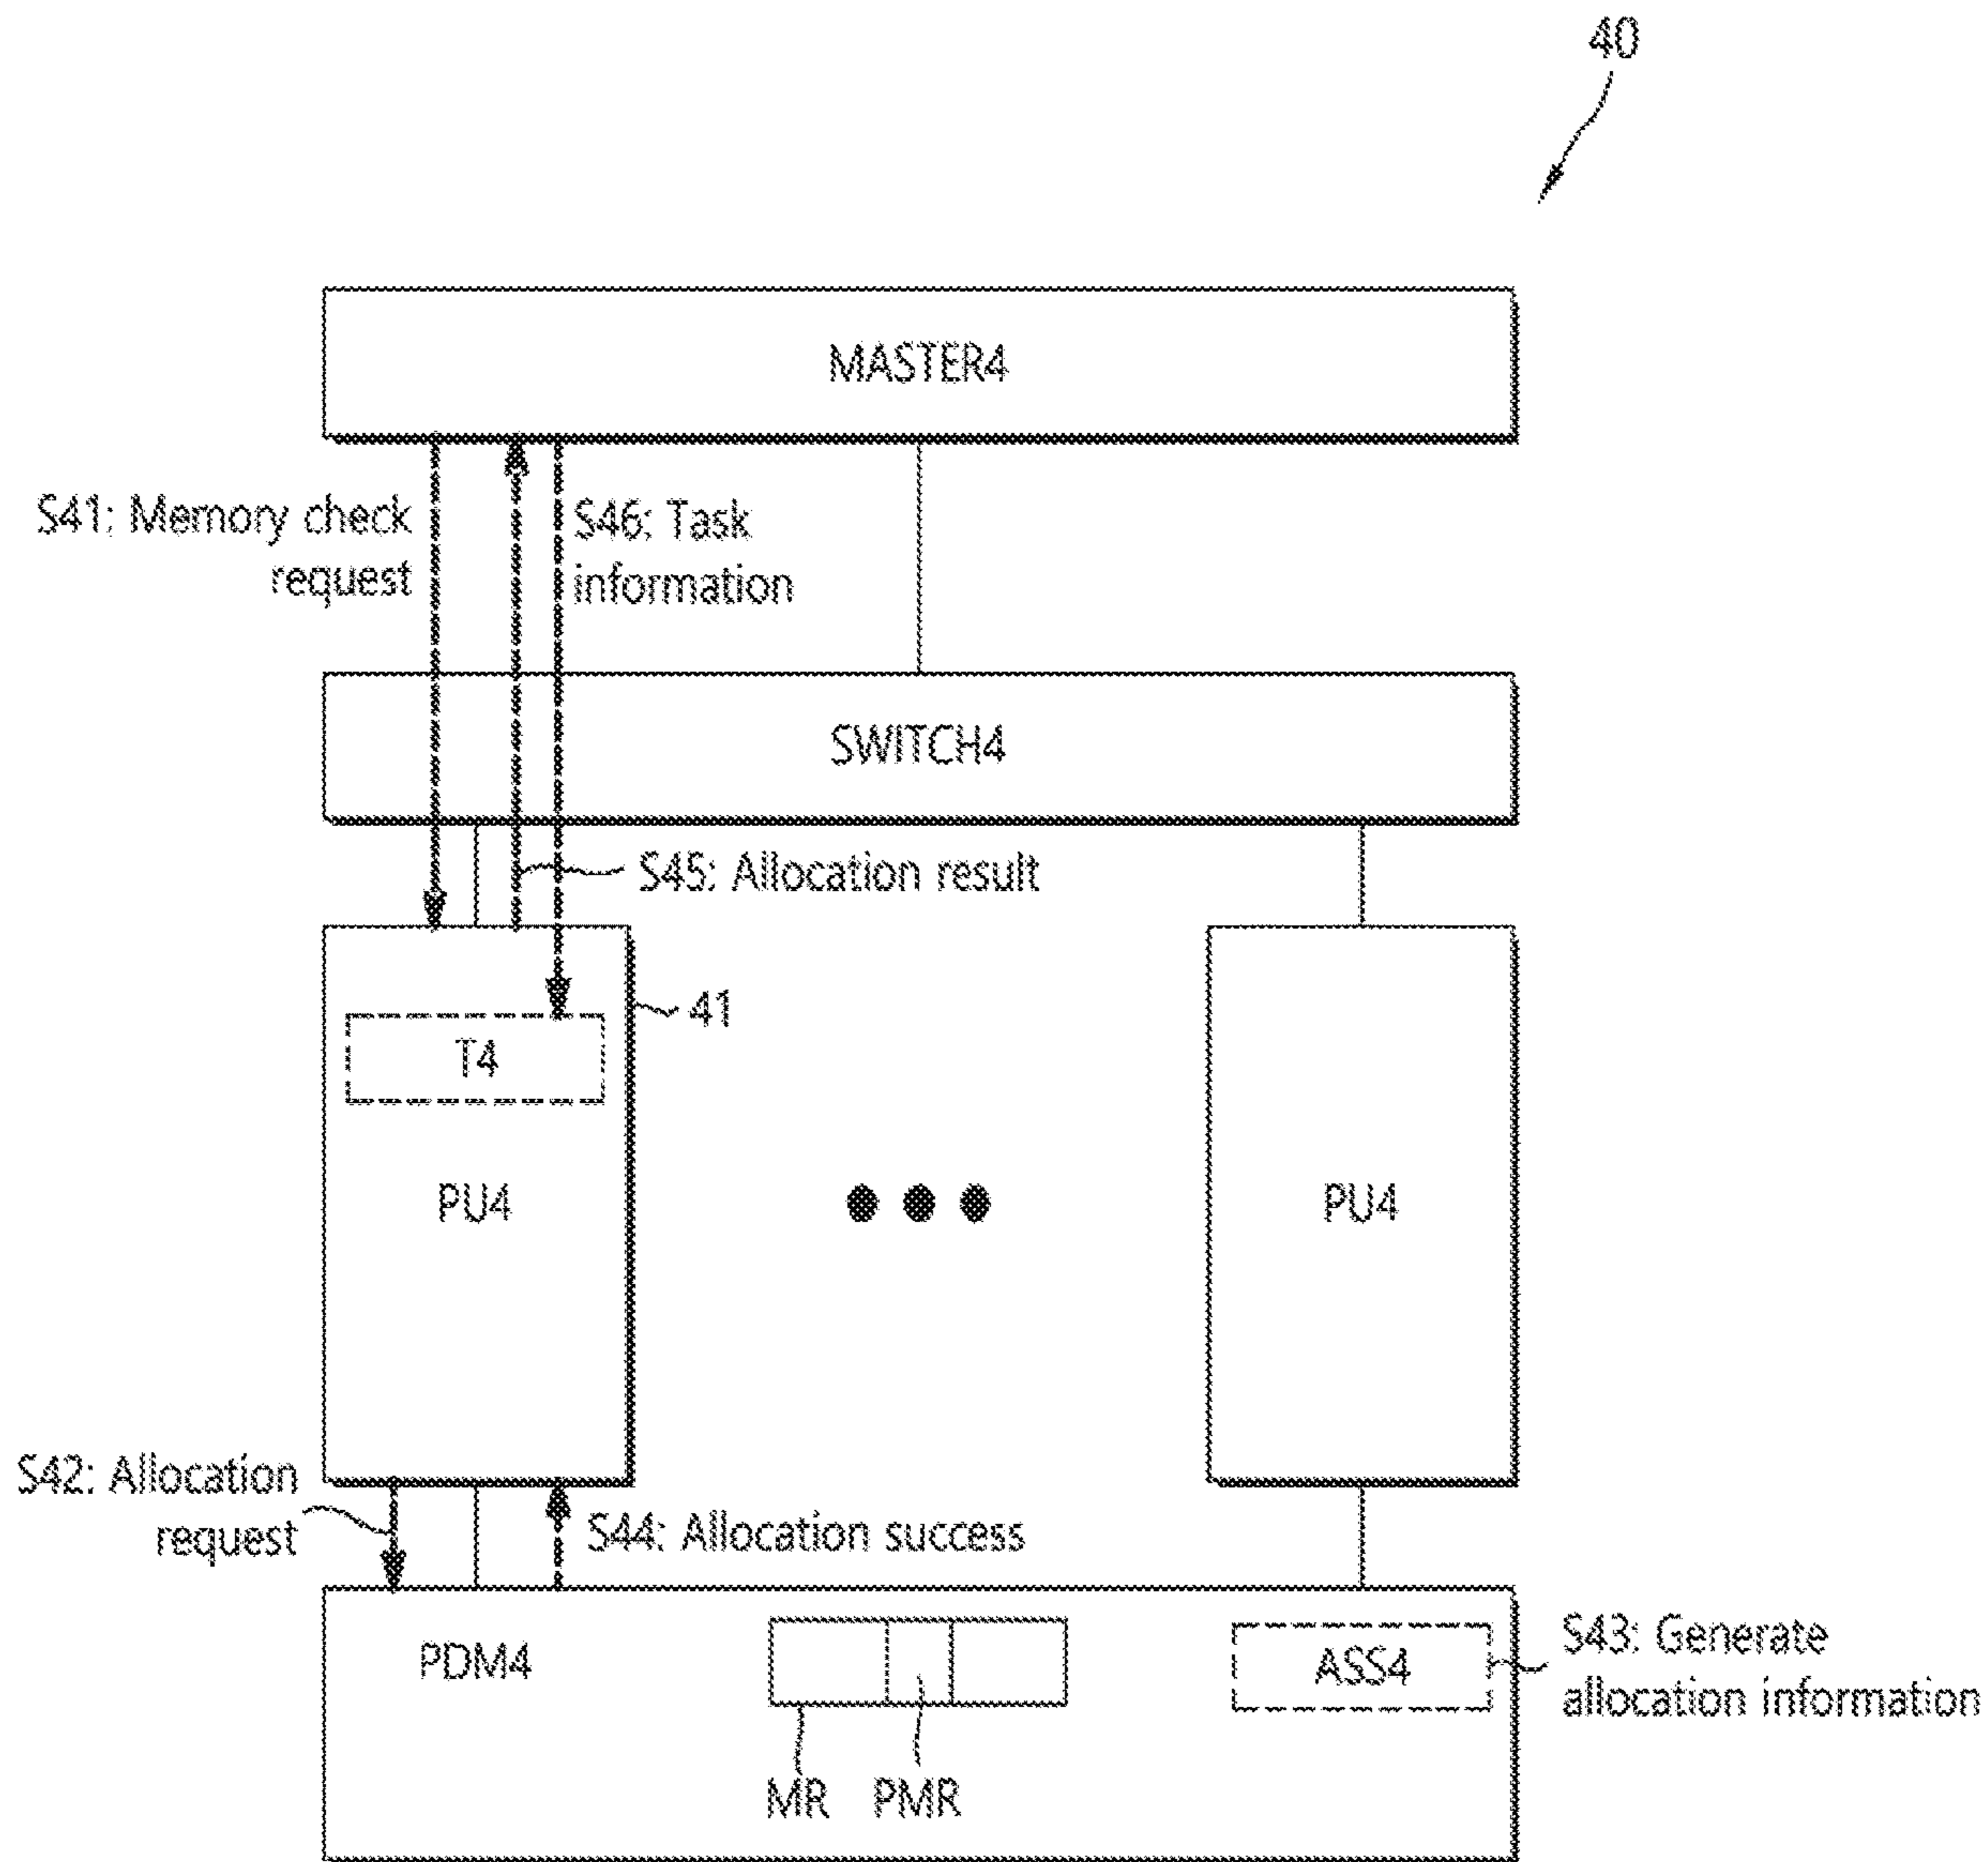 40
MASTER4
S41: Memory check
request
S46: Task
information
SWITCH4
S45: Allocation result
41
T4
PU4
PU4
S42: Allocation
request
S44: Allocation success
PDM4
ASS4
S43: Generate
allocation information
MR
PMR